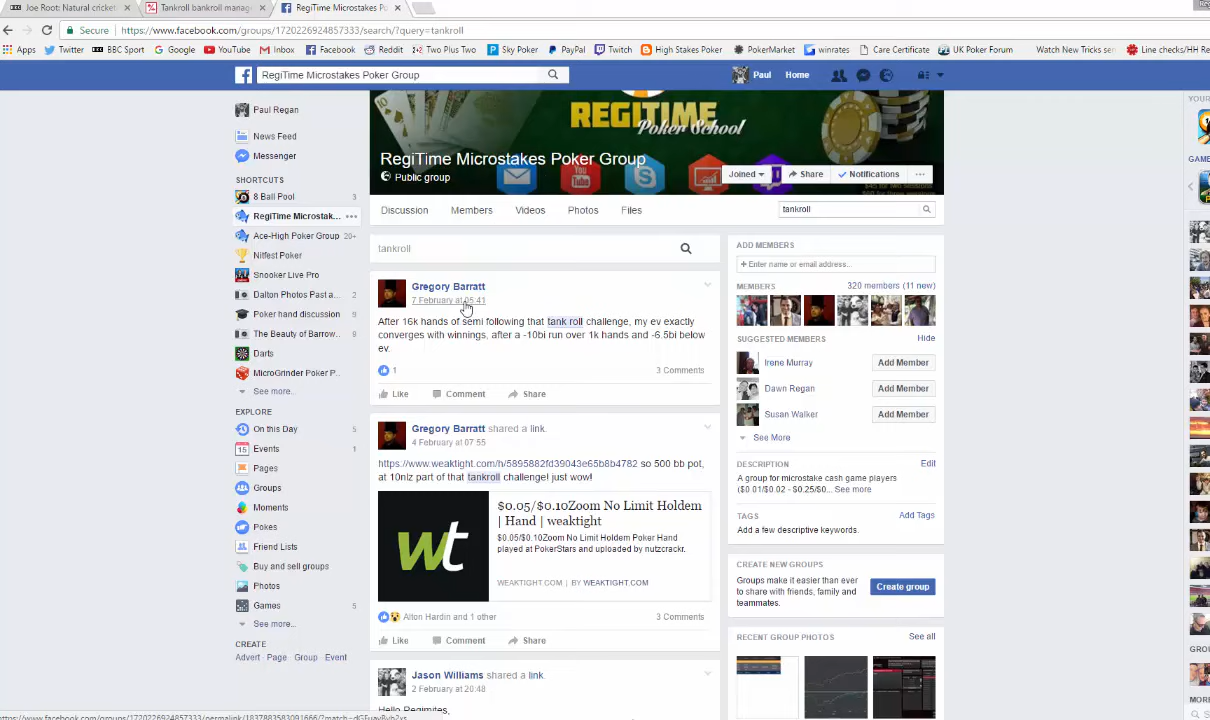 Joe Root: Natural cricket
Tankroll bankroll manag
RegiTime Microstakes Po
Secure
https://www.facebook.com/groups/1720226924857333/search/?query=tankroll
Apps Twitter BBC Sport Google YouTube Inbox Facebook Reddit Two Plus Two Sky Poker PayPal Twitch High Stakes Poker PokerMarket winrates Care Certificate UK Poker Forum Watch New Tricks Line checks/HH Re
RegiTime Microstakes Poker Group
Paul Home
REGITIME
Poker School
RegiTime Microstakes Poker Group
Public group
Joined Share Notifications
Discussion Members Videos Photos Files
tankroll
Paul Regan
News Feed
Messenger
SHORTCUTS
8 Ball Pool 3
RegiTime Microstak...
Ace-High Poker Group 20+
Nitfest Poker
Snooker Live Pro
Dalton Photos Past a... 2
Poker hand discussion 9
The Beauty of Barrow... 9
Darts
MicroGrinder Poker P...
See more...
EXPLORE
On this Day 5
Events 1
Pages
Groups
Moments
Pokes
Friend Lists
Buy and sell groups
Photos
Games 5
See more...
CREATE
Advert Page Group Event
tankroll
Gregory Barratt
7 February at 05:41
After 16k hands of semi following that tank roll challenge, my ev exactly
converges with winnings, after a -10bi run over 1k hands and -6.5bi below
ev.
1
3 Comments
Like Comment Share
Gregory Barratt shared a link.
4 February at 07:55
https://www.weaktight.com/h/5895882fd39043e65b8b4782 so 500 bb pot,
at 10nlz part of that tankroll challenge! just wow!
wt
$0.05/$0.10Zoom No Limit Holdem
| Hand | weaktight
$0.05/$0.10Zoom No Limit Holdem Poker Hand
played at PokerStars and uploaded by nutzcrackr.
WEAKTIGHT.COM | BY WEAKTIGHT.COM
Alton Hardin and 1 other
3 Comments
Like Comment Share
Jason Williams shared a link.
2 February at 20:48
Hello Regimites,
ADD MEMBERS
+ Enter name or email address...
MEMBERS 320 members (11 new)
SUGGESTED MEMBERS Hide
Irene Murray Add Member
Dawn Regan Add Member
Susan Walker Add Member
See More
DESCRIPTION Edit
A group for microstake cash game players
($0.01/$0.02 - $0.25/$0... See more
TAGS Add Tags
Add a few descriptive keywords.
CREATE NEW GROUPS
Groups make it easier than ever
to share with friends, family and
teammates.
Create group
RECENT GROUP PHOTOS See all
YOUR
GAME
GRO
MORE